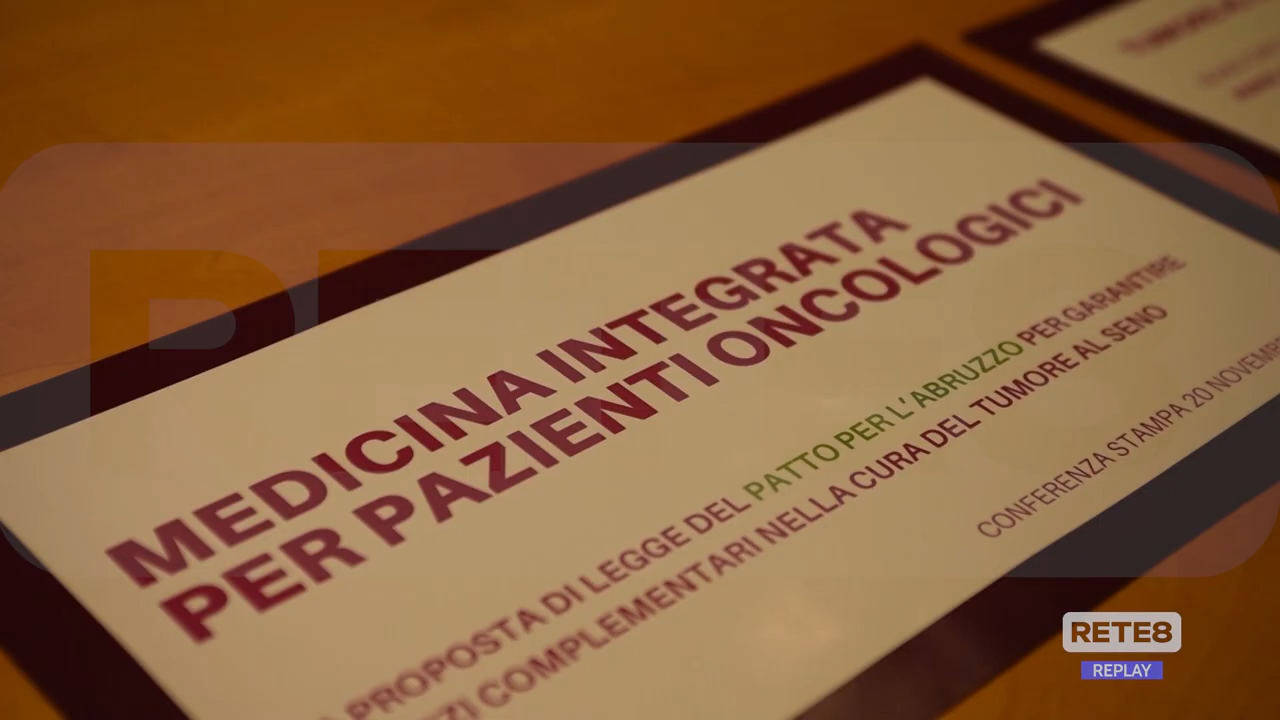 MEDICINA INTEGRATA
PER PAZIENTI ONCOLOGICI
PROPOSTA DI LEGGE DEL PATTO PER L'ABRUZZO PER GARANTIRE
COMPLEMENTARI NELLA CURA DEL TUMORE AL SENO
CONFERENZA STAMPA 20
RETE8
REPLAY